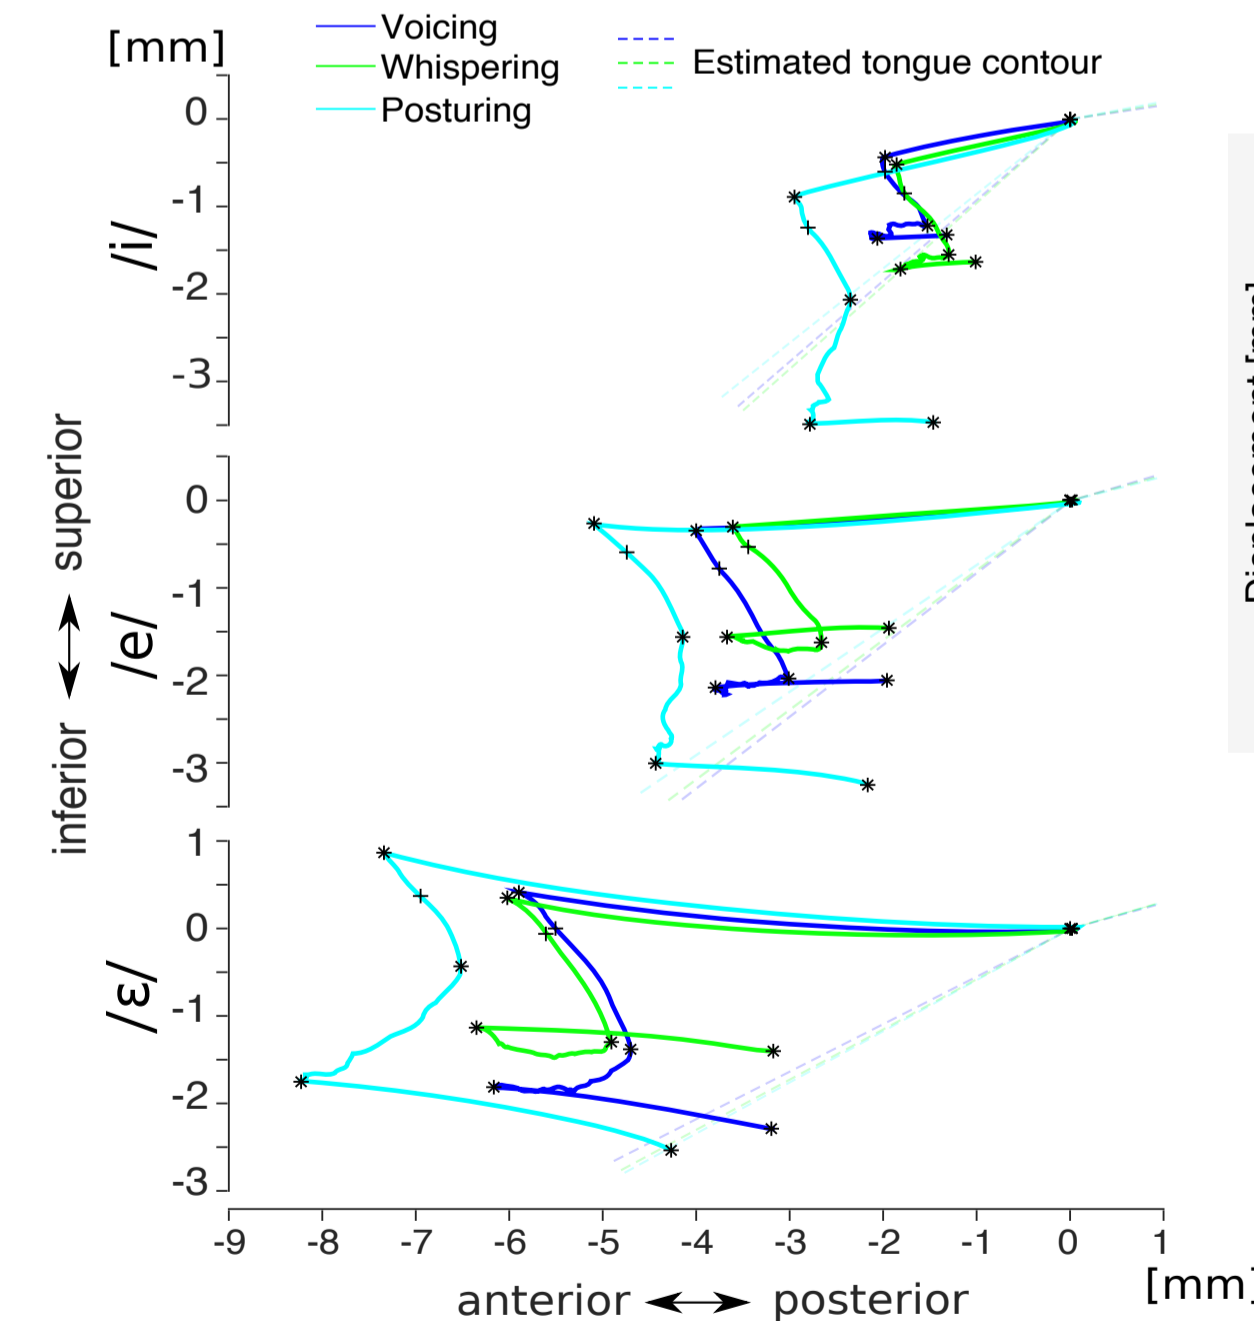 [mm]
Voicing
Whispering
Posturing
Estimated tongue contour
/i/
0
-1
-2
-3
/e/
0
-1
-2
-3
/ɛ/
1
0
-1
-2
-3
inferior ↔ superior
-9 -8 -7 -6 -5 -4 -3 -2 -1 0 1
[mm]
anterior ↔ posterior